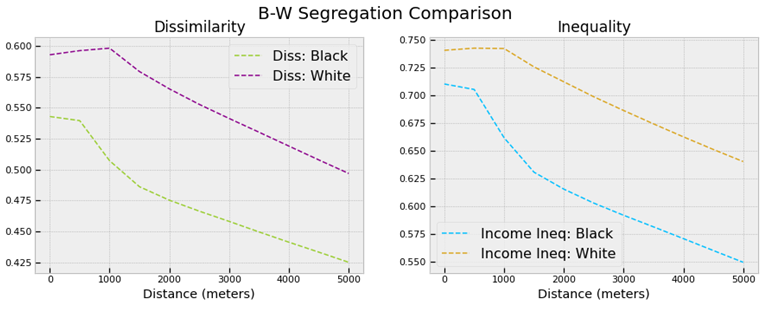 B-W Segregation Comparison
Dissimilarity
0.600
0.575
0.550
0.525
0.500
0.475
0.450
0.425
Diss: Black
Diss: White
0 1000 2000 3000 4000 5000
Distance (meters)
Inequality
0.750
0.725
0.700
0.675
0.650
0.625
0.600
0.575
0.550
Income Ineq: Black
Income Ineq: White
0 1000 2000 3000 4000 5000
Distance (meters)